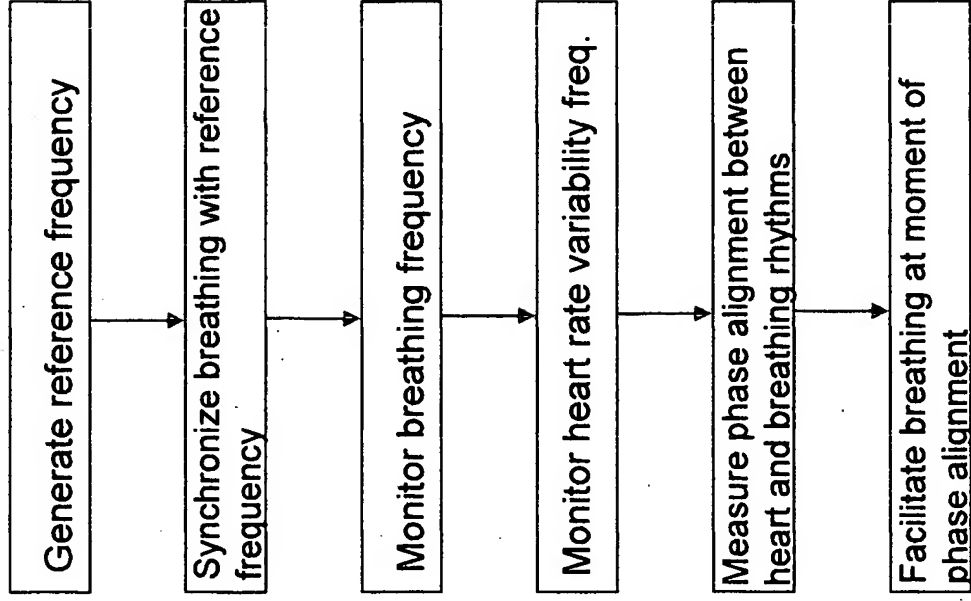 Generate reference frequency
Synchronize breathing with reference
frequency
Monitor breathing frequency
Monitor heart rate variability freq.
Measure phase alignment between
heart and breathing rhythms
Facilitate breathing at moment of
phase alignment